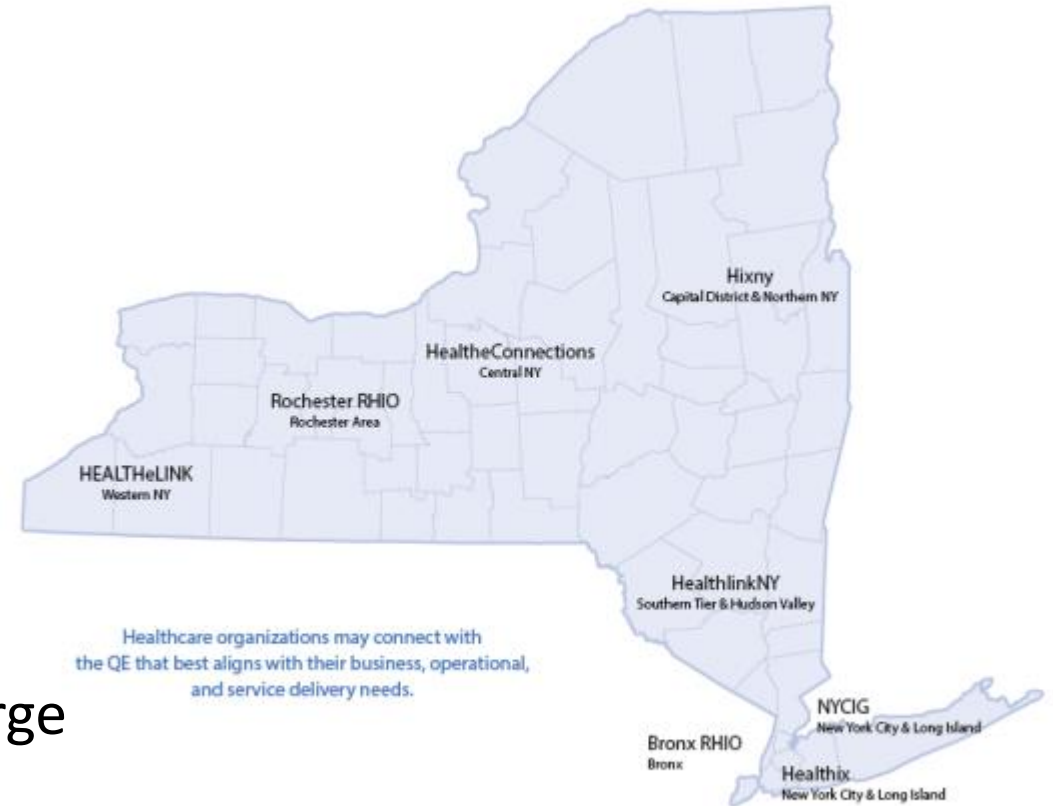 Hixny
Capital District & Northern NY
HealtheConnections
Central NY
Rochester RHIO
Rochester Area
HEALTHeLINK
Western NY
HealthlinkNY
Southern Tier & Hudson Valley
Healthcare organizations may connect with
the QE that best aligns with their business, operational,
and service delivery needs.
rge
NYCIG
New York City & Long Island
Bronx RHIO
Bronx
Healthix
New York City & Long Island